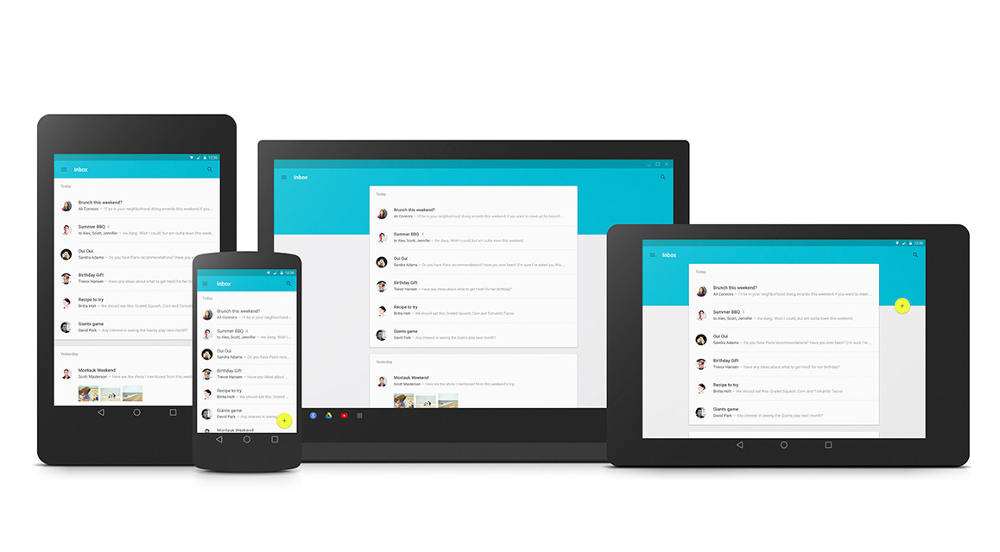 12:30
Inbox
Today
Brunch this weekend?
Ali Connors — I'll be in your neighborhood doing errands this weekend if you ...
Summer BBQ 4
to Alex, Scott, Jennifer — Aw dang. Wish I could, but am outta town this week...
Oui Oui
Sandra Adams — Do you have Paris recommendations? Have you
Birthday Gift
Trevor Hansen — Have any ideas about what to get Heidi for
Recipe to try
Britta Holt — We should eat this: Grated Squash, Corn and
Giants game
David Park — Any interest in seeing the Giants play next month?
Yesterday
Montauk Weekend
Scott Masterson — Here are the shots I mentioned from this week
12:30
Inbox
Today
Brunch this weekend?
Ali Connors — I'll be in your neighborhood ...
Summer BBQ 4
to Alex, Scott, Jennifer — Aw dang. Wish I ...
Oui Oui
Sandra Adams — Do you have Paris reco...
Birthday Gift
Trevor Hansen — Have any ideas about ...
Recipe to try
Britta Holt — We should eat this: Grated...
Giants game
David Park — Any interest in seeing
Montauk Weekend
Inbox
Today
Brunch this weekend?
Ali Connors — I'll be in your neighborhood doing errands this weekend if you want to meet up for brunch...
Summer BBQ 4
to Alex, Scott, Jennifer — Aw dang. Wish I could, but am outta town this weekend.
Oui Oui
Sandra Adams — Do you have Paris recommendations? Have you ever been? (I'm sure I've asked you this...
Birthday Gift
Trevor Hansen — Have any ideas about what to get Heidi for her birthday?
Recipe to try
Britta Holt — We should eat this: Grated Squash, Corn and Tomatillo Tacos
Giants game
David Park — Any interest in seeing the Giants play next month?
Yesterday
Montauk Weekend
Scott Masterson — Here are the shots I mentioned from this weekend's trip
8
12:30
Inbox
Today
Brunch this weekend?
Ali Connors — I'll be in your neighborhood doing errands this weekend if you want to meet ...
Summer BBQ 4
to Alex, Scott, Jennifer — Aw dang. Wish I could, but am outta town this weekend.
Oui Oui
Sandra Adams — Do you have Paris recommendations? Have you ever been? (I'm sure I've ...
Birthday Gift
Trevor Hansen — Have any ideas about what to get Heidi for her birthday?
Recipe to try
Britta Holt — We should eat this: Grated Squash, Corn and Tomatillo Tacos
Giants game
David Park — Any interest in seeing the Giants play next month?